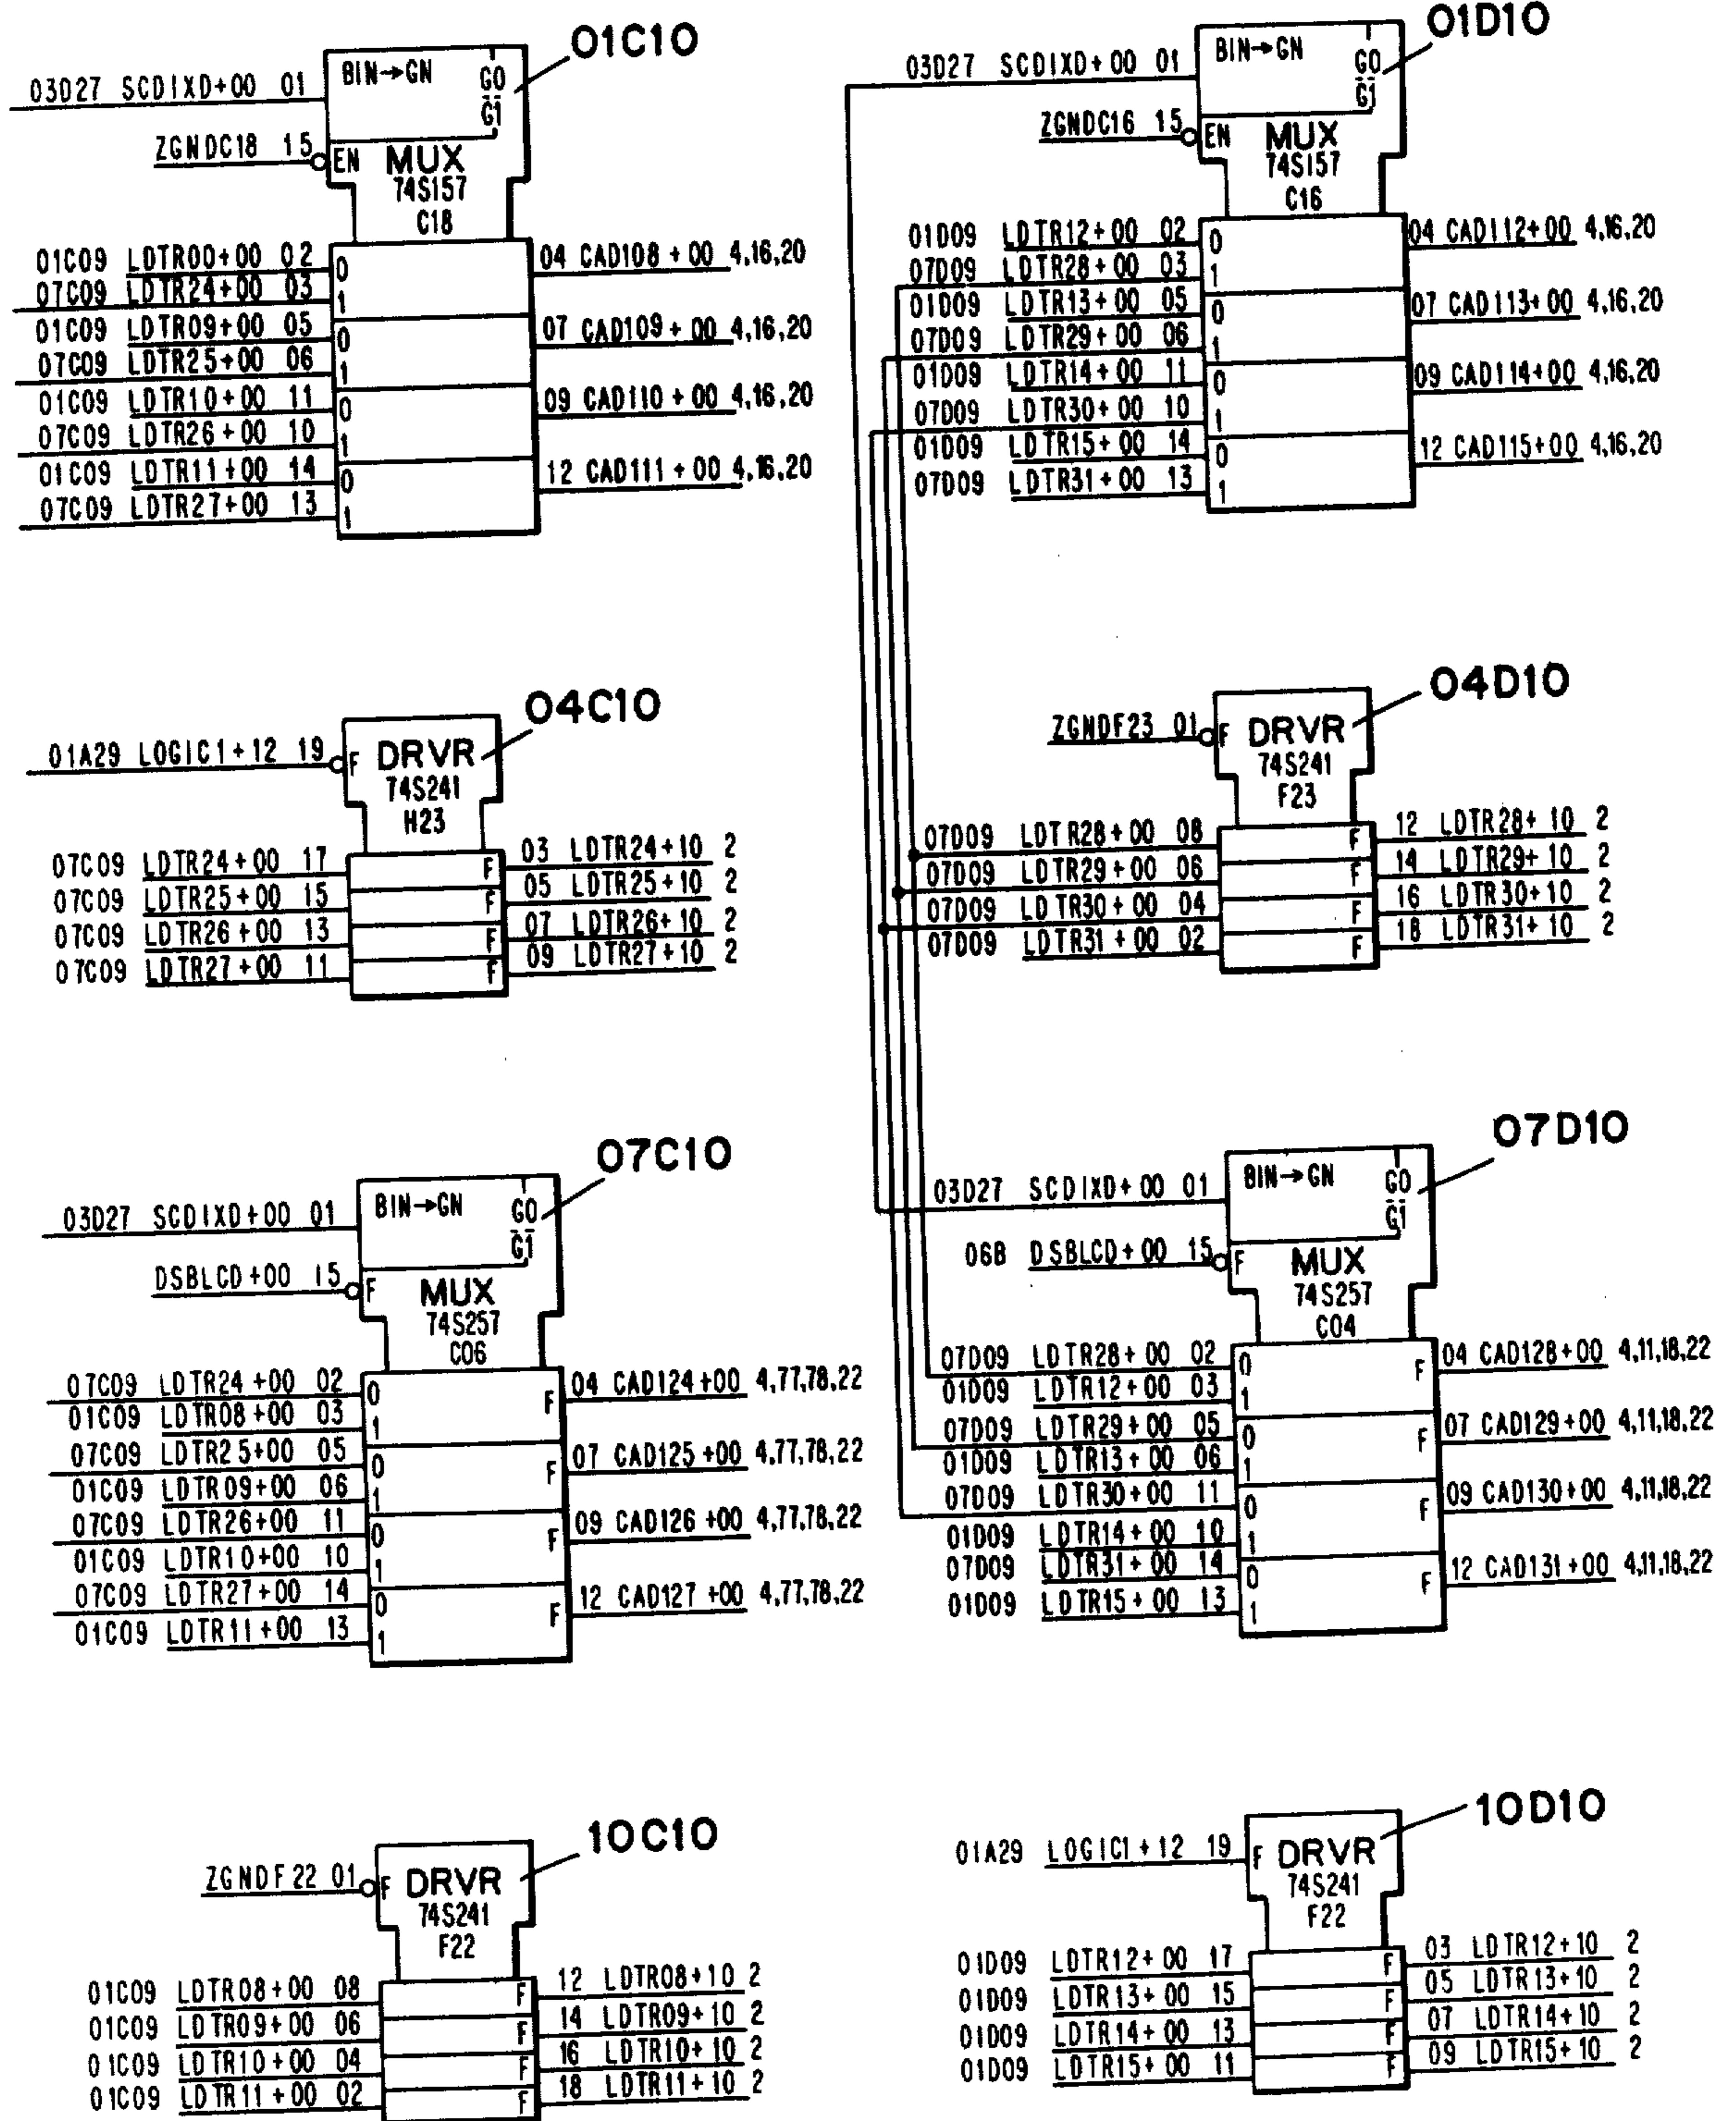 01C10
03D27 SCDIXD+00 01
BIN→GN G0
G1
ZGNDC18 15 EN MUX
74S157
C18
01C09 LDTR00+00 02 0 04 CAD108+00 4,16,20
07C09 LDTR24+00 03 1
01C09 LDTR09+00 05 0 07 CAD109+00 4,16,20
07C09 LDTR25+00 06 1
01C09 LDTR10+00 11 0 09 CAD110+00 4,16,20
07C09 LDTR26+00 10 1
01C09 LDTR11+00 14 0 12 CAD111+00 4,16,20
07C09 LDTR27+00 13 1
01D10
03D27 SCDIXD+00 01
BIN→GN G0
G1
ZGNDC16 15 EN MUX
74S157
C16
01D09 LDTR12+00 02 0 04 CAD112+00 4,16,20
07D09 LDTR28+00 03 1
01D09 LDTR13+00 05 0 07 CAD113+00 4,16,20
07D09 LDTR29+00 06 1
01D09 LDTR14+00 11 0 09 CAD114+00 4,16,20
07D09 LDTR30+00 10 1
01D09 LDTR15+00 14 0 12 CAD115+00 4,16,20
07D09 LDTR31+00 13 1
04C10
01A29 LOGIC1+12 19 F DRVR
74S241
H23
07C09 LDTR24+00 17 F 03 LDTR24+10 2
07C09 LDTR25+00 15 F 05 LDTR25+10 2
07C09 LDTR26+00 13 F 07 LDTR26+10 2
07C09 LDTR27+00 11 F 09 LDTR27+10 2
04D10
ZGNDF23 01 F DRVR
74S241
F23
07D09 LDTR28+00 08 F 12 LDTR28+10 2
07D09 LDTR29+00 06 F 14 LDTR29+10 2
07D09 LDTR30+00 04 F 16 LDTR30+10 2
07D09 LDTR31+00 02 F 18 LDTR31+10 2
07C10
03D27 SCDIXD+00 01
BIN→GN G0
G1
DSBLCD+00 15 F MUX
74S257
C06
07C09 LDTR24+00 02 0 F 04 CAD124+00 4,77,78,22
01C09 LDTR08+00 03 1
07C09 LDTR25+00 05 0 F 07 CAD125+00 4,77,78,22
01C09 LDTR09+00 06 1
07C09 LDTR26+00 11 0 F 09 CAD126+00 4,77,78,22
01C09 LDTR10+00 10 1
07C09 LDTR27+00 14 0 F 12 CAD127+00 4,77,78,22
01C09 LDTR11+00 13 1
07D10
03D27 SCDIXD+00 01
BIN→GN G0
G1
06B DSBLCD+00 15 F MUX
74S257
C04
07D09 LDTR28+00 02 0 F 04 CAD128+00 4,11,18,22
01D09 LDTR12+00 03 1
07D09 LDTR29+00 05 0 F 07 CAD129+00 4,11,18,22
01D09 LDTR13+00 06 1
07D09 LDTR30+00 11 0 F 09 CAD130+00 4,11,18,22
01D09 LDTR14+00 10 1
07D09 LDTR31+00 14 0 F 12 CAD131+00 4,11,18,22
01D09 LDTR15+00 13 1
10C10
ZGNDF22 01 F DRVR
74S241
F22
01C09 LDTR08+00 08 F 12 LDTR08+10 2
01C09 LDTR09+00 06 F 14 LDTR09+10 2
01C09 LDTR10+00 04 F 16 LDTR10+10 2
01C09 LDTR11+00 02 F 18 LDTR11+10 2
10D10
01A29 LOGIC1+12 19 F DRVR
74S241
F22
01D09 LDTR12+00 17 F 03 LDTR12+10 2
01D09 LDTR13+00 15 F 05 LDTR13+10 2
01D09 LDTR14+00 13 F 07 LDTR14+10 2
01D09 LDTR15+00 11 F 09 LDTR15+10 2